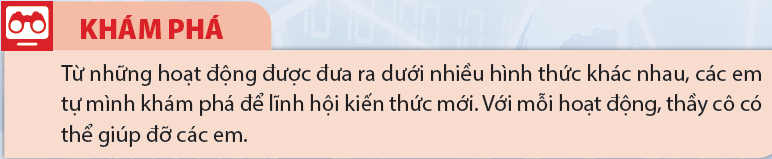 KHÁM PHÁ
Từ những hoạt động được đưa ra dưới nhiều hình thức khác nhau, các em
tự mình khám phá để lĩnh hội kiến thức mới. Với mỗi hoạt động, thầy cô có
thể giúp đỡ các em.